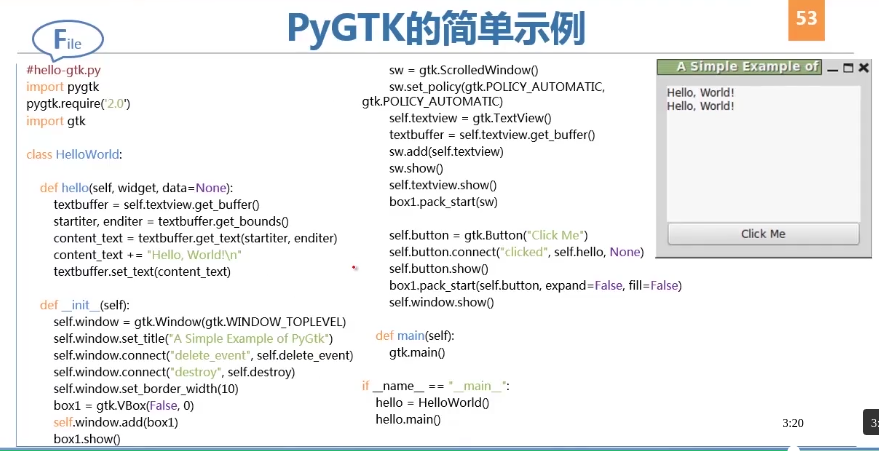 PyGTK的简单示例
53
File
#hello-gtk.py
import pygtk
pygtk.require('2.0')
import gtk
class HelloWorld:
def hello(self, widget, data=None):
textbuffer = self.textview.get_buffer()
startiter, enditer = textbuffer.get_bounds()
content_text = textbuffer.get_text(startiter, enditer)
content_text += "Hello, World!\n"
textbuffer.set_text(content_text)
def __init__(self):
self.window = gtk.Window(gtk.WINDOW_TOPLEVEL)
self.window.set_title("A Simple Example of PyGtk")
self.window.connect("delete_event", self.delete_event)
self.window.connect("destroy", self.destroy)
self.window.set_border_width(10)
box1 = gtk.VBox(False, 0)
self.window.add(box1)
box1.show()
sw = gtk.ScrolledWindow()
sw.set_policy(gtk.POLICY_AUTOMATIC,
gtk.POLICY_AUTOMATIC)
self.textview = gtk.TextView()
textbuffer = self.textview.get_buffer()
sw.add(self.textview)
sw.show()
self.textview.show()
box1.pack_start(sw)
self.button = gtk.Button("Click Me")
self.button.connect("clicked", self.hello, None)
self.button.show()
box1.pack_start(self.button, expand=False, fill=False)
self.window.show()
def main(self):
gtk.main()
if __name__ == "__main__":
hello = HelloWorld()
hello.main()
A Simple Example of
Hello, World!
Hello, World!
Click Me
3:20